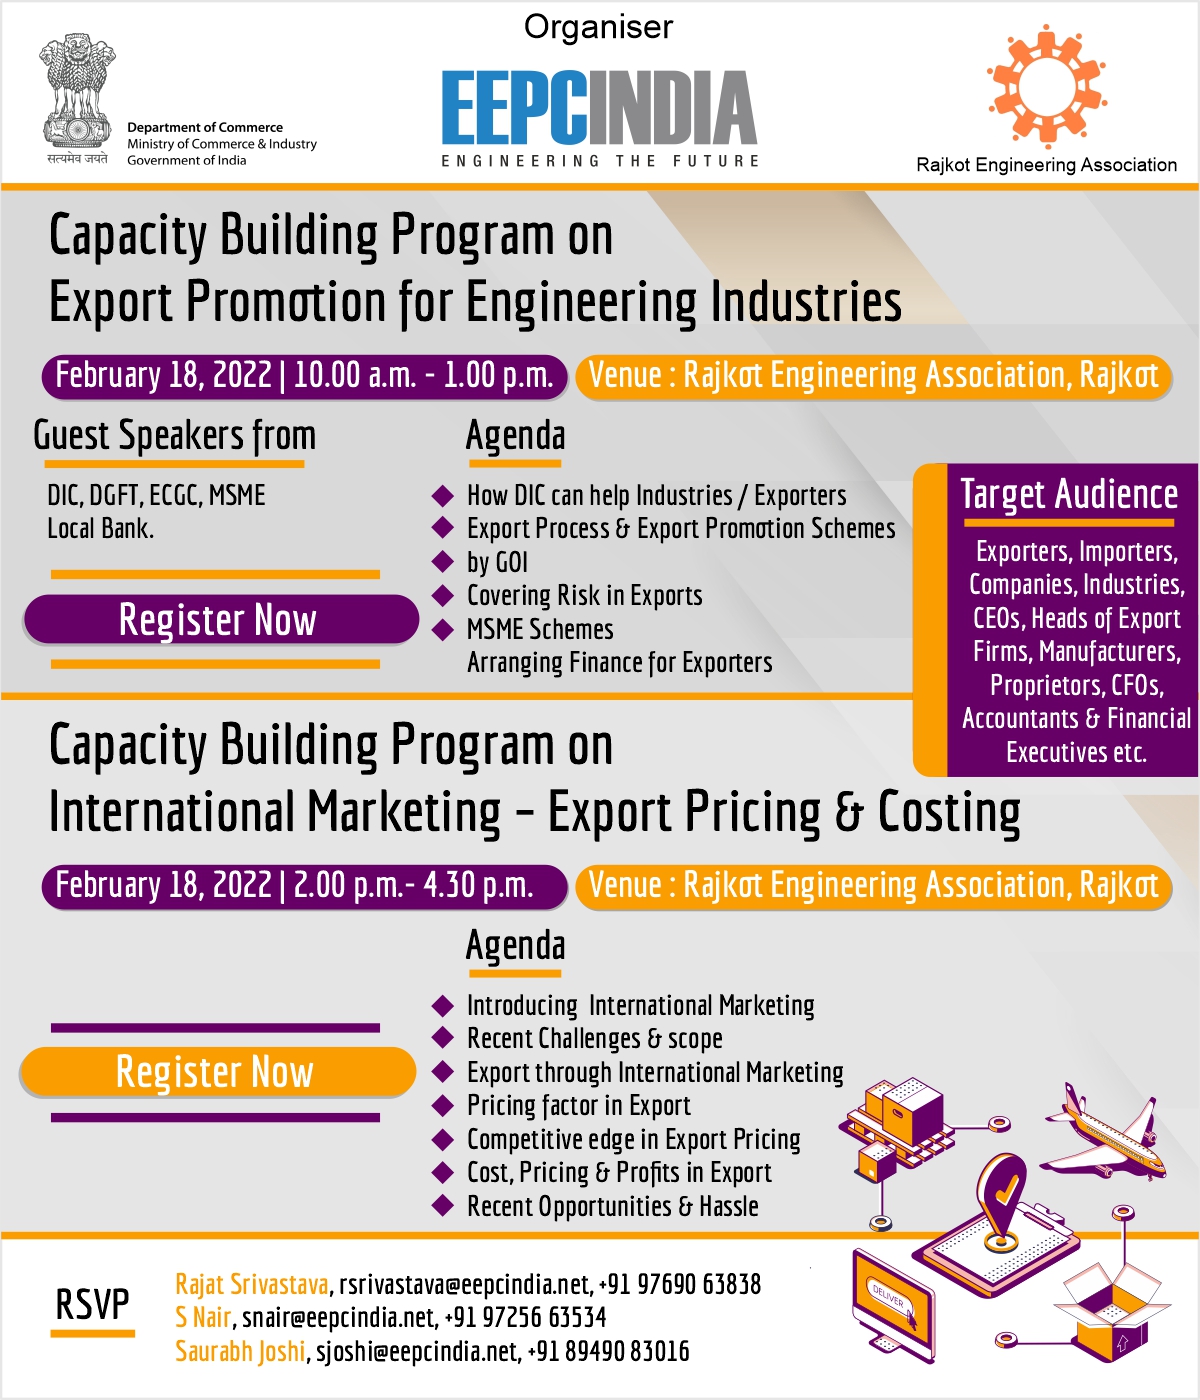 Organiser
सत्यमेव जयते
Department of Commerce
Ministry of Commerce & Industry
Government of India
EEPCINDIA
ENGINEERING THE FUTURE
Rajkot Engineering Association
Capacity Building Program on
Export Promotion for Engineering Industries
February 18, 2022 | 10.00 a.m. - 1.00 p.m.
Venue : Rajkot Engineering Association, Rajkot
Guest Speakers from
DIC, DGFT, ECGC, MSME
Local Bank.
Register Now
Agenda
How DIC can help Industries / Exporters
Export Process & Export Promotion Schemes
by GOI
Covering Risk in Exports
MSME Schemes
Arranging Finance for Exporters
Target Audience
Exporters, Importers,
Companies, Industries,
CEOs, Heads of Export
Firms, Manufacturers,
Proprietors, CFOs,
Accountants & Financial
Executives etc.
Capacity Building Program on
International Marketing – Export Pricing & Costing
February 18, 2022 | 2.00 p.m.- 4.30 p.m.
Venue : Rajkot Engineering Association, Rajkot
Register Now
Agenda
Introducing  International Marketing
Recent Challenges & scope
Export through International Marketing
Pricing factor in Export
Competitive edge in Export Pricing
Cost, Pricing & Profits in Export
Recent Opportunities & Hassle
DELIVER
RSVP
Rajat Srivastava, rsrivastava@eepcindia.net, +91 97690 63838
S Nair, snair@eepcindia.net, +91 97256 63534
Saurabh Joshi, sjoshi@eepcindia.net, +91 89490 83016